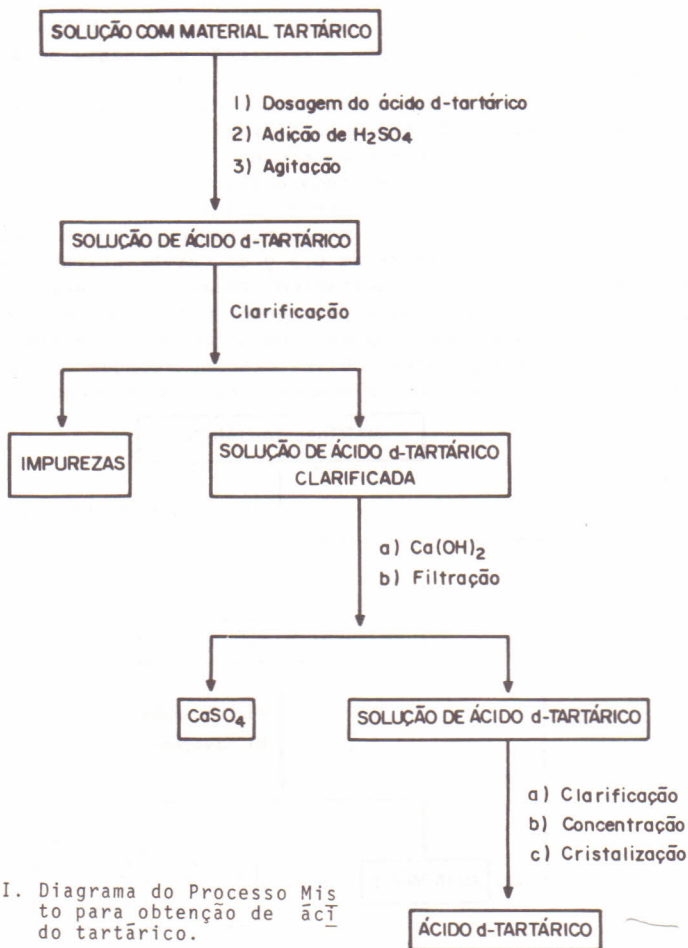 SOLUÇÃO COM MATERIAL TARTÁRICO
1) Dosagem do ácido d-tartárico
2) Adição de H₂SO₄
3) Agitação
SOLUÇÃO DE ÁCIDO d-TARTÁRICO
Clarificação
IMPUREZAS
SOLUÇÃO DE ÁCIDO d-TARTÁRICO
CLARIFICADA
a) Ca(OH)₂
b) Filtração
CaSO₄
SOLUÇÃO DE ÁCIDO d-TARTÁRICO
a) Clarificação
b) Concentração
c) Cristalização
I. Diagrama do Processo Mis
to para obtenção de ácī
do tartárico.
ÁCIDO d-TARTÁRICO